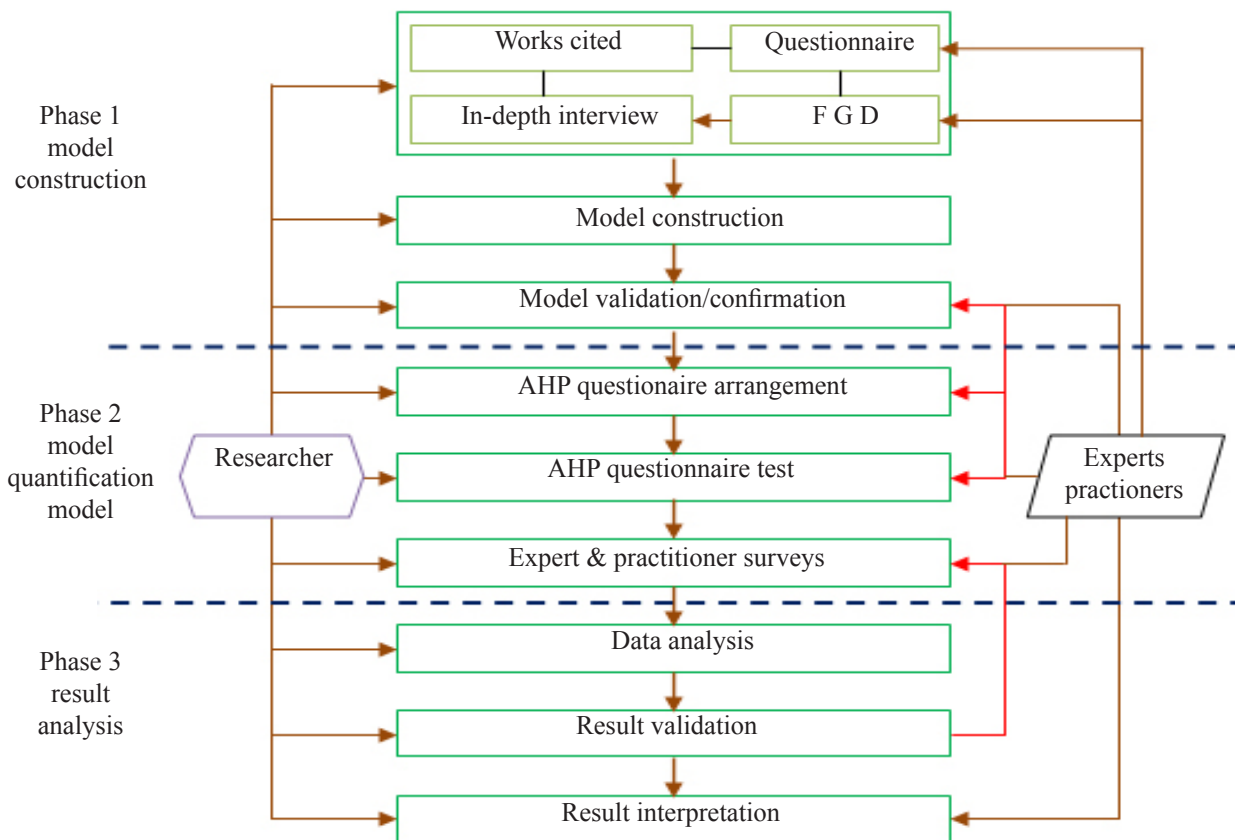 Works cited
Questionnaire
Phase 1
model
construction
In-depth interview
F G D
Model construction
Model validation/confirmation
Phase 2
model
quantification
model
AHP questionaire arrangement
Researcher
AHP questionnaire test
Experts
practioners
Expert & practitioner surveys
Phase 3
result
analysis
Data analysis
Result validation
Result interpretation